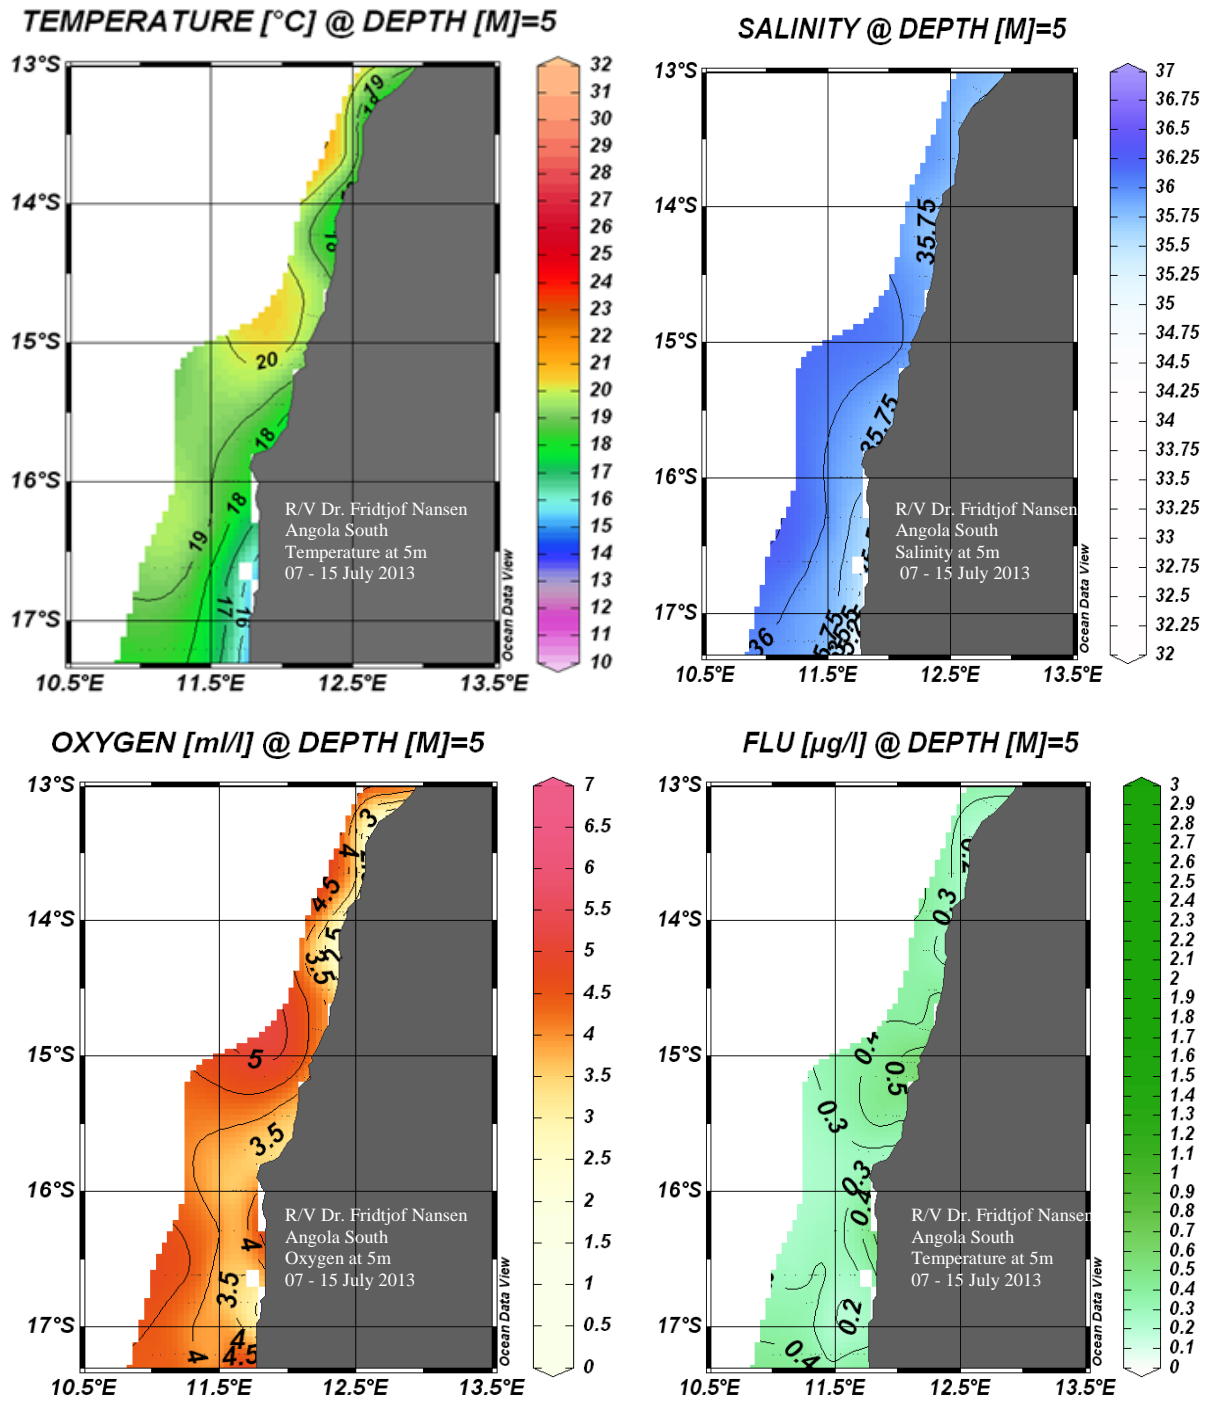 TEMPERATURE [°C] @ DEPTH [M]=5
13°S
14°S
15°S
16°S
17°S
10.5°E 11.5°E 12.5°E 13.5°E
19
20
18
18
19
17
16
R/V Dr. Fridtjof Nansen
Angola South
Temperature at 5m
07 - 15 July 2013
Ocean Data View
32
31
30
29
28
27
26
25
24
23
22
21
20
19
18
17
16
15
14
13
12
11
10
SALINITY @ DEPTH [M]=5
13°S
14°S
15°S
16°S
17°S
10.5°E 11.5°E 12.5°E 13.5°E
35.75
35.75
36
R/V Dr. Fridtjof Nansen
Angola South
Salinity at 5m
07 - 15 July 2013
Ocean Data View
37
36.75
36.5
36.25
36
35.75
35.5
35.25
35
34.75
34.5
34.25
34
33.75
33.5
33.25
33
32.75
32.5
32.25
32
OXYGEN [ml/l] @ DEPTH [M]=5
13°S
14°S
15°S
16°S
17°S
10.5°E 11.5°E 12.5°E 13.5°E
3
4
4.5
3.5
5
3.5
4
3.5
4
4
4.5
R/V Dr. Fridtjof Nansen
Angola South
Oxygen at 5m
07 - 15 July 2013
Ocean Data View
7
6.5
6
5.5
5
4.5
4
3.5
3
2.5
2
1.5
1
0.5
0
FLU [µg/l] @ DEPTH [M]=5
13°S
14°S
15°S
16°S
17°S
10.5°E 11.5°E 12.5°E 13.5°E
0.3
0.4
0.5
0.3
0.3
0.4
0.2
0.4
R/V Dr. Fridtjof Nansen
Angola South
Temperature at 5m
07 - 15 July 2013
Ocean Data View
3
2.9
2.8
2.7
2.6
2.5
2.4
2.3
2.2
2.1
2
1.9
1.8
1.7
1.6
1.5
1.4
1.3
1.2
1.1
1
0.9
0.8
0.7
0.6
0.5
0.4
0.3
0.2
0.1
0